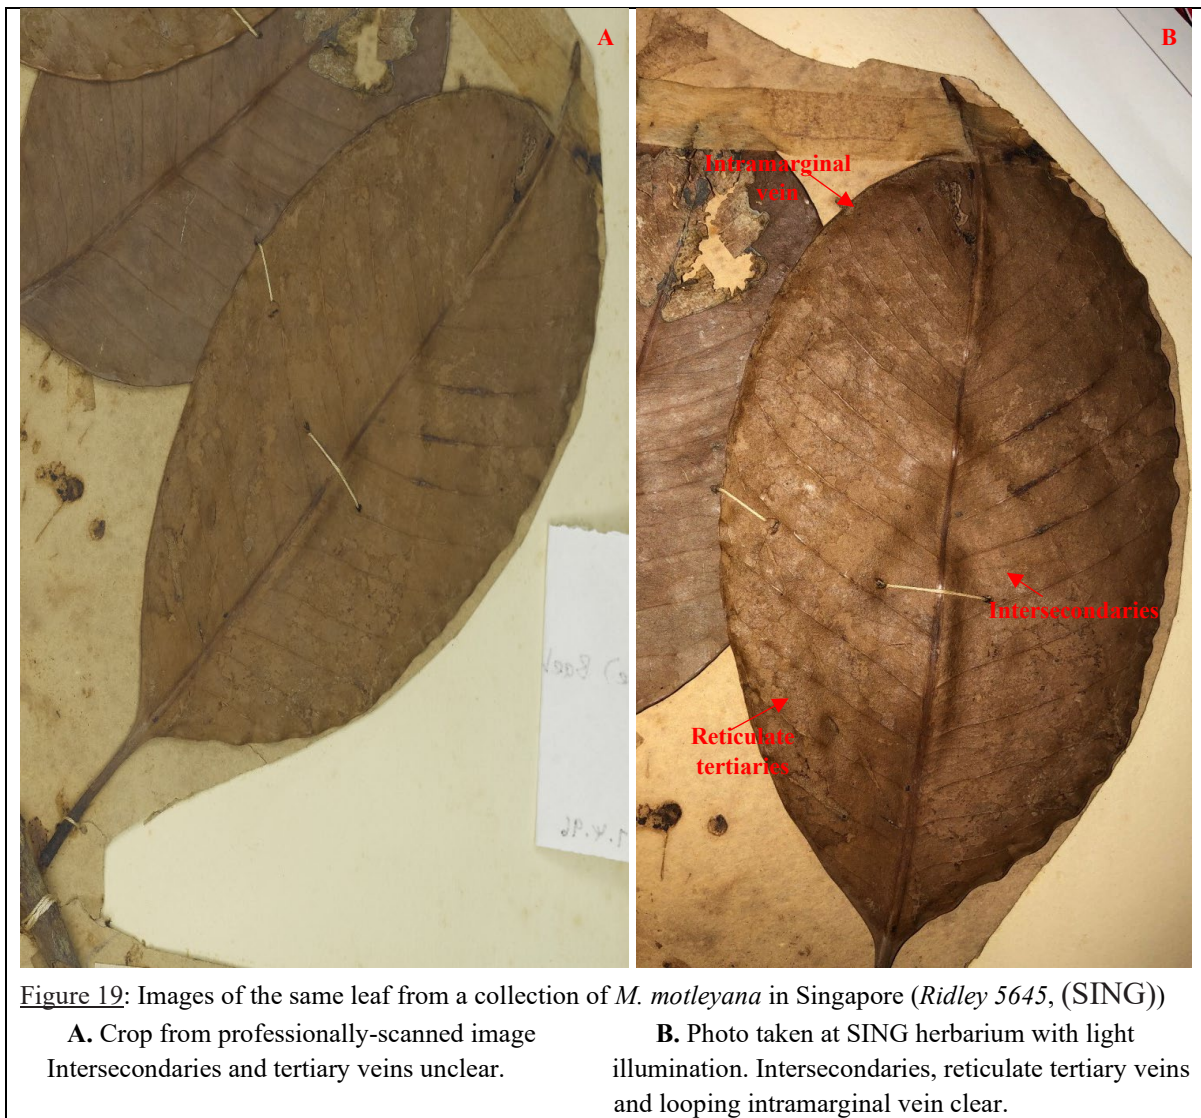 A
B
Intramarginal
vein
Intersecondaries
Reticulate
tertiaries
Figure 19: Images of the same leaf from a collection of M. motleyana in Singapore (Ridley 5645, (SING))
A. Crop from professionally-scanned image
Intersecondaries and tertiary veins unclear.
B. Photo taken at SING herbarium with light
illumination. Intersecondaries, reticulate tertiary veins
and looping intramarginal vein clear.